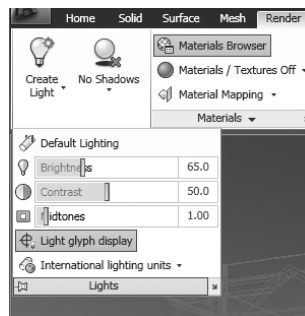 Home Solid Surface Mesh Render
Create Light
No Shadows
Materials Browser
Materials / Textures Off
Material Mapping
Materials
Default Lighting
Brightness 65.0
Contrast 50.0
Midtones 1.00
Light glyph display
International lighting units
Lights